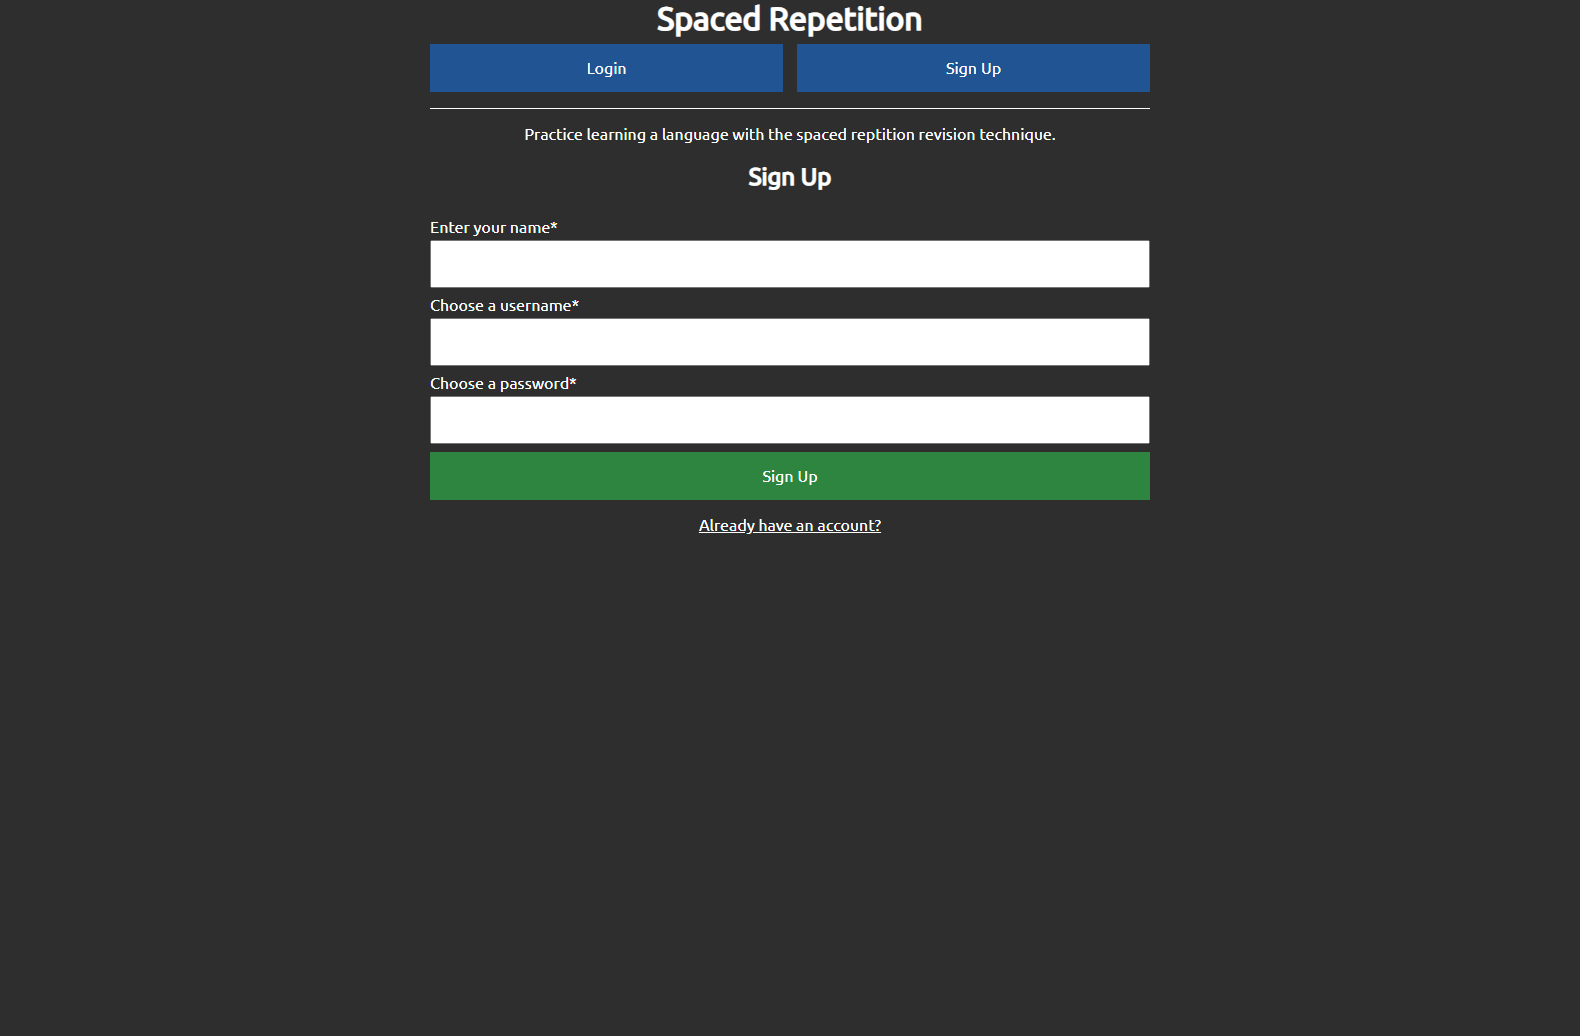 Spaced Repetition
Login
Sign Up
Practice learning a language with the spaced reptition revision technique.
Sign Up
Enter your name*
Choose a username*
Choose a password*
Sign Up
Already have an account?